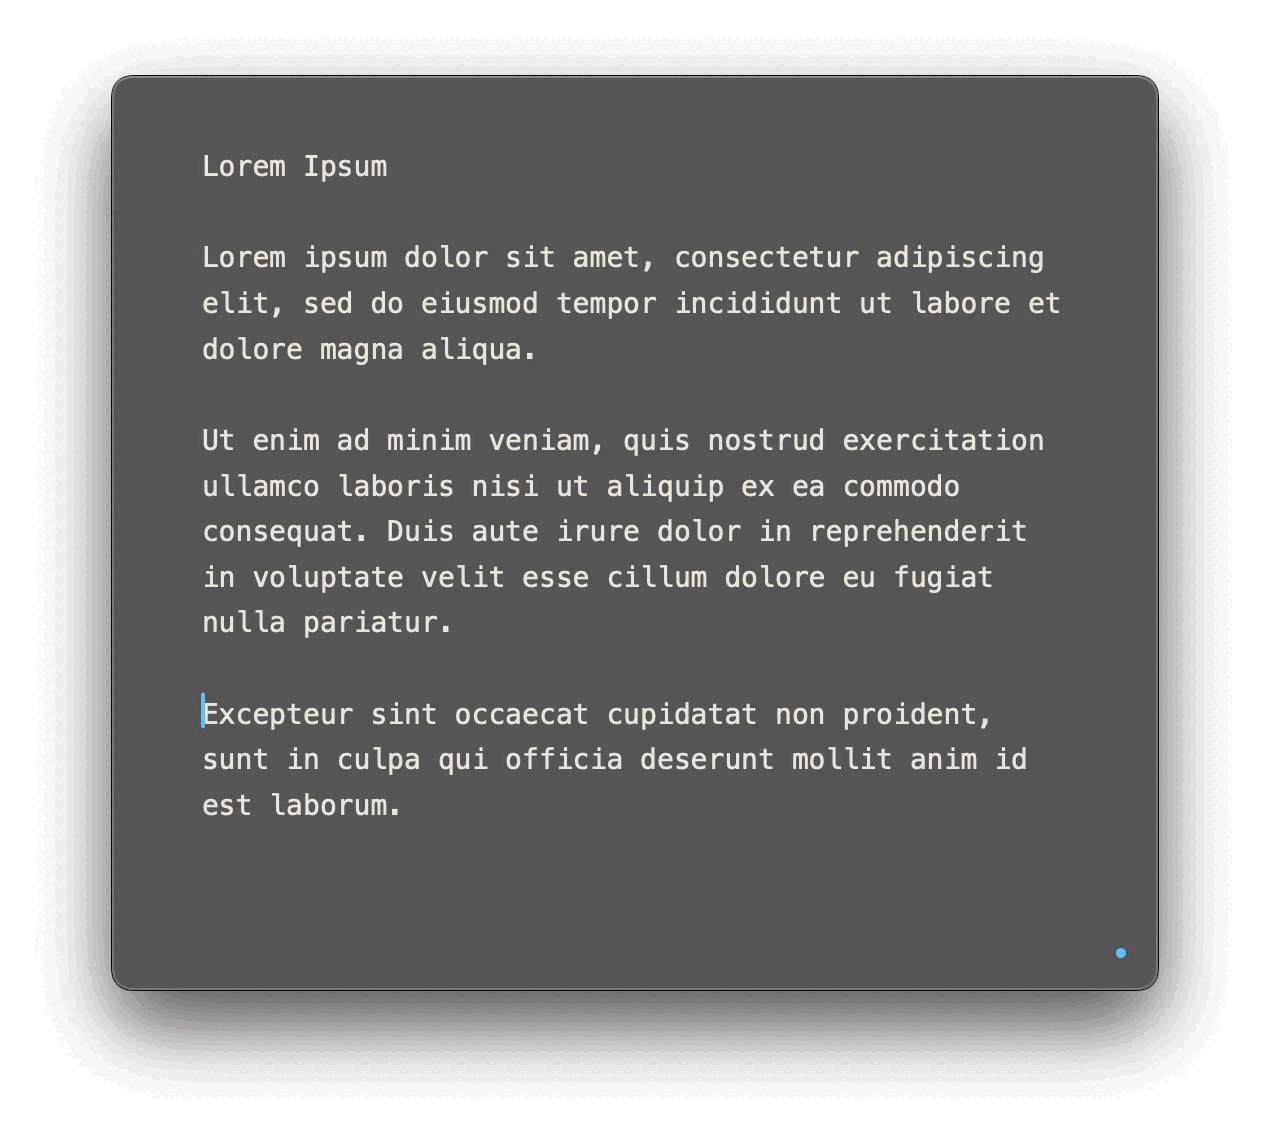 Lorem Ipsum
Lorem ipsum dolor sit amet, consectetur adipiscing
elit, sed do eiusmod tempor incididunt ut labore et
dolore magna aliqua.
Ut enim ad minim veniam, quis nostrud exercitation
ullamco laboris nisi ut aliquip ex ea commodo
consequat. Duis aute irure dolor in reprehenderit
in voluptate velit esse cillum dolore eu fugiat
nulla pariatur.
Excepteur sint occaecat cupidatat non proident,
sunt in culpa qui officia deserunt mollit anim id
est laborum.